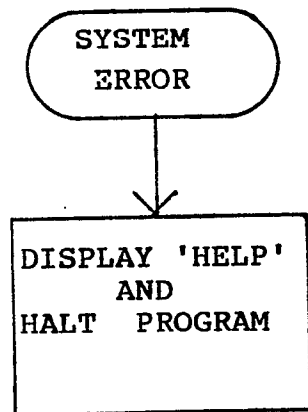 SYSTEM
ERROR
DISPLAY 'HELP'
AND
HALT PROGRAM